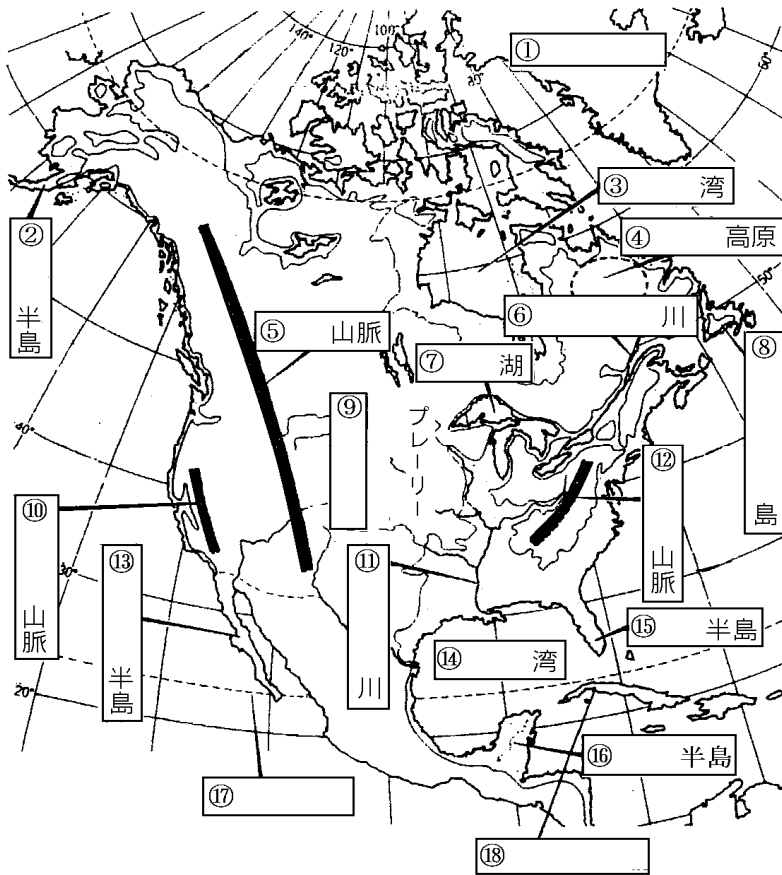 140°
120°
100°
80°
60°
①
③ 湾
② 半島
④ 高原
50°
⑤ 山脈
⑥ 川
⑦ 湖
⑧ 島
⑨
プレーリー
40°
⑩ 山脈
⑫ 山脈
⑬ 半島
⑪ 川
30°
⑮ 半島
⑭ 湾
20°
⑯ 半島
⑰
⑱